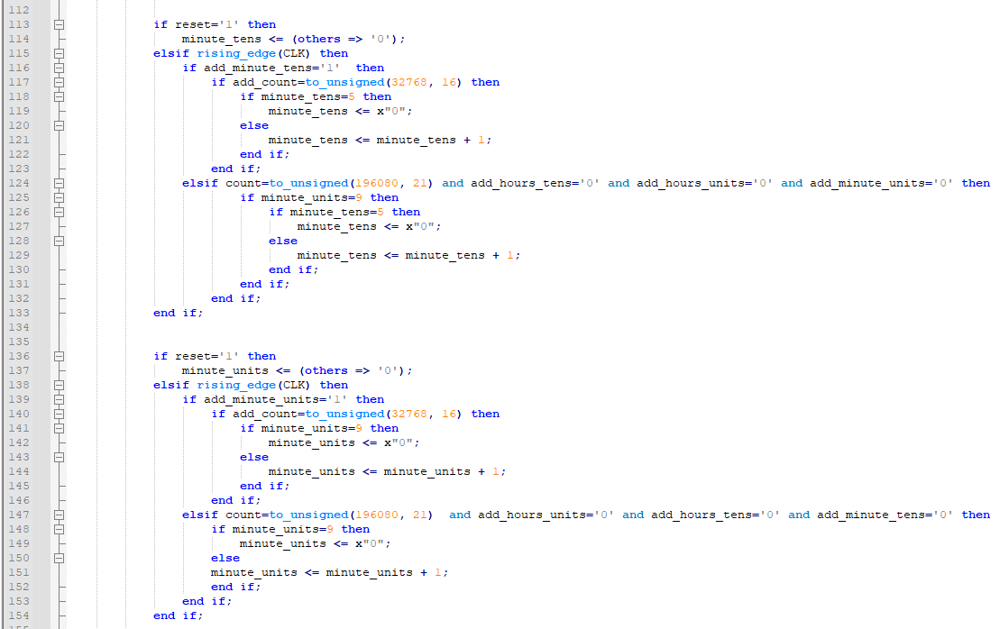 112
113 if reset='1' then
114 minute_tens <= (others => '0');
115 elsif rising_edge(CLK) then
116 if add_minute_tens='1'  then
117 if add_count=to_unsigned(32768, 16) then
118 if minute_tens=5 then
119 minute_tens <= x"0";
120 else
121 minute_tens <= minute_tens + 1;
122 end if;
123 end if;
124 elsif count=to_unsigned(196080, 21) and add_hours_tens='0' and add_hours_units='0' and add_minute_units='0' then
125 if minute_units=9 then
126 if minute_tens=5 then
127 minute_tens <= x"0";
128 else
129 minute_tens <= minute_tens + 1;
130 end if;
131 end if;
132 end if;
133 end if;
134
135
136 if reset='1' then
137 minute_units <= (others => '0');
138 elsif rising_edge(CLK) then
139 if add_minute_units='1' then
140 if add_count=to_unsigned(32768, 16) then
141 if minute_units=9 then
142 minute_units <= x"0";
143 else
144 minute_units <= minute_units + 1;
145 end if;
146 end if;
147 elsif count=to_unsigned(196080, 21)  and add_hours_units='0' and add_hours_tens='0' and add_minute_tens='0' then
148 if minute_units=9 then
149 minute_units <= x"0";
150 else
151 minute_units <= minute_units + 1;
152 end if;
153 end if;
154 end if;